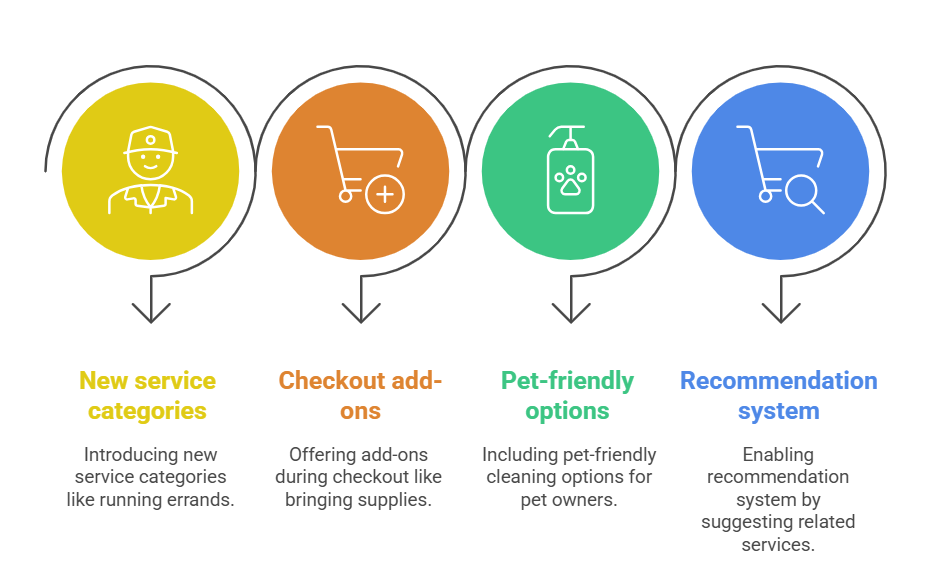 New service
categories
Introducing new
service categories
like running errands.
Checkout add-
ons
Offering add-ons
during checkout like
bringing supplies.
Pet-friendly
options
Including pet-friendly
cleaning options for
pet owners.
Recommendation
system
Enabling
recommendation
system by
suggesting related
services.